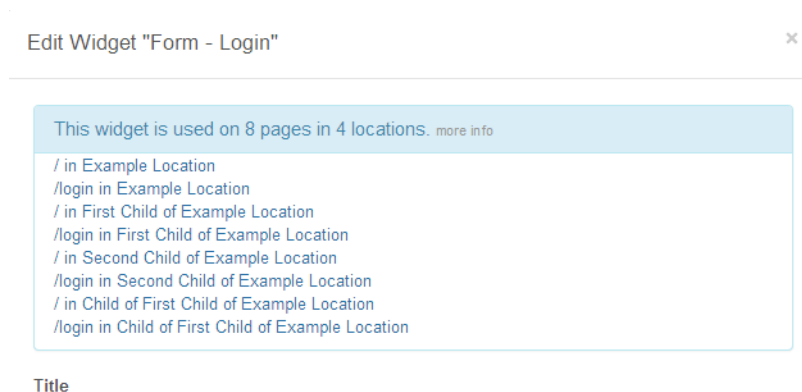 Edit Widget "Form - Login"
×
This widget is used on 8 pages in 4 locations. more info
/ in Example Location
/login in Example Location
/ in First Child of Example Location
/login in First Child of Example Location
/ in Second Child of Example Location
/login in Second Child of Example Location
/ in Child of First Child of Example Location
/login in Child of First Child of Example Location
Title